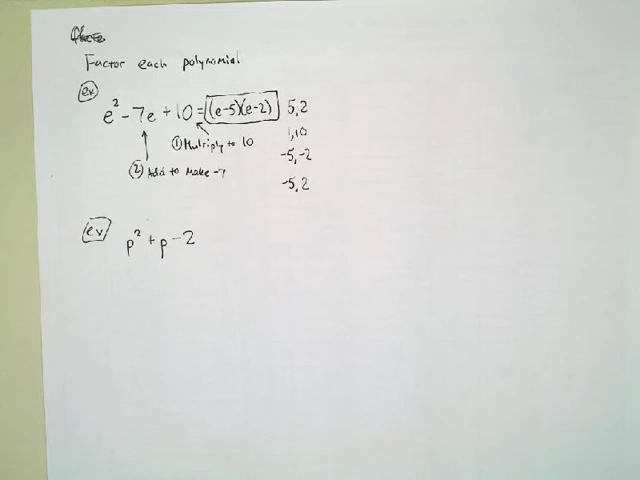 Factor each polynomial
ex
e² - 7e + 10 = (e-5)(e-2) 5,2
① Multiply to 10 1,10
-5,-2
② Add to make -7
-5,2
ex
p² + p - 2